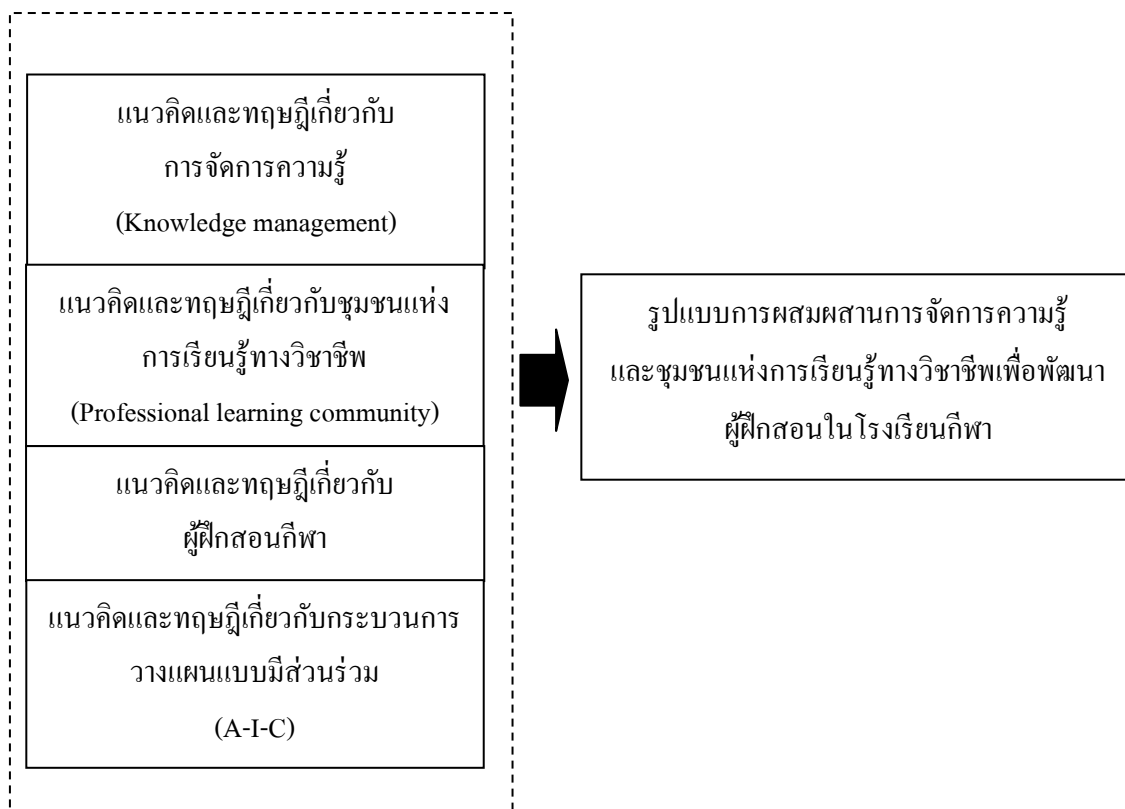 แนวคิดและทฤษฎีเกี่ยวกับ
การจัดการความรู้
(Knowledge management)
แนวคิดและทฤษฎีเกี่ยวกับชุมชนแห่ง
การเรียนรู้ทางวิชาชีพ
(Professional learning community)
แนวคิดและทฤษฎีเกี่ยวกับ
ผู้ฝึกสอนกีฬา
แนวคิดและทฤษฎีเกี่ยวกับกระบวนการ
วางแผนแบบมีส่วนร่วม
(A-I-C)
รูปแบบการผสมผสานการจัดการความรู้
และชุมชนแห่งการเรียนรู้ทางวิชาชีพเพื่อพัฒนา
ผู้ฝึกสอนในโรงเรียนกีฬา